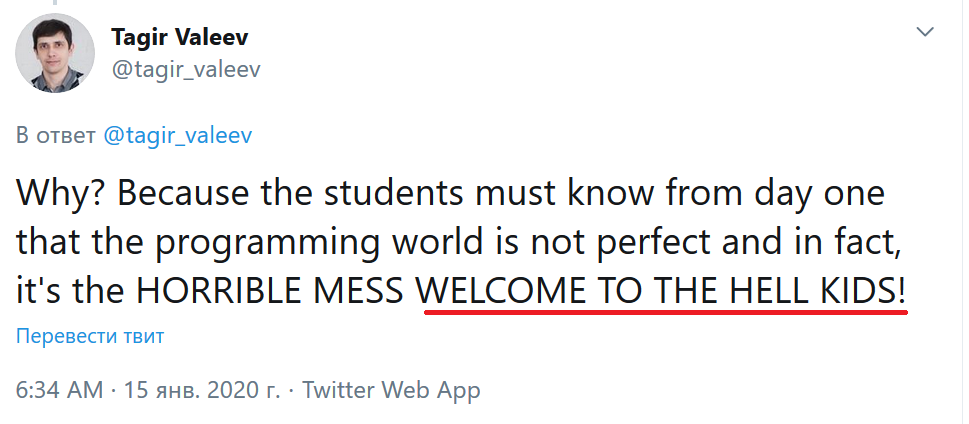 Tagir Valeev
@tagir_valeev
В ответ @tagir_valeev
Why? Because the students must know from day one
that the programming world is not perfect and in fact,
it's the HORRIBLE MESS WELCOME TO THE HELL KIDS!
Перевести твит
6:34 AM · 15 янв. 2020 г. · Twitter Web App